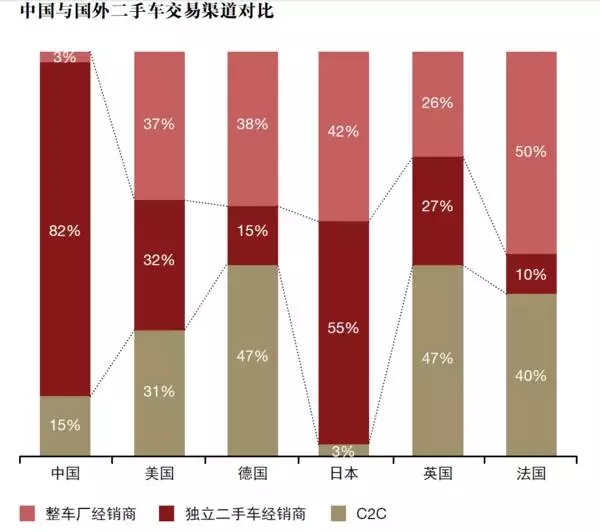 中国与国外二手车交易渠道对比
3% 37% 38% 42% 26% 50%
82% 32% 15% 55% 27% 10%
15% 31% 47% 3% 47% 40%
中国 美国 德国 日本 英国 法国
整车厂经销商 独立二手车经销商 C2C